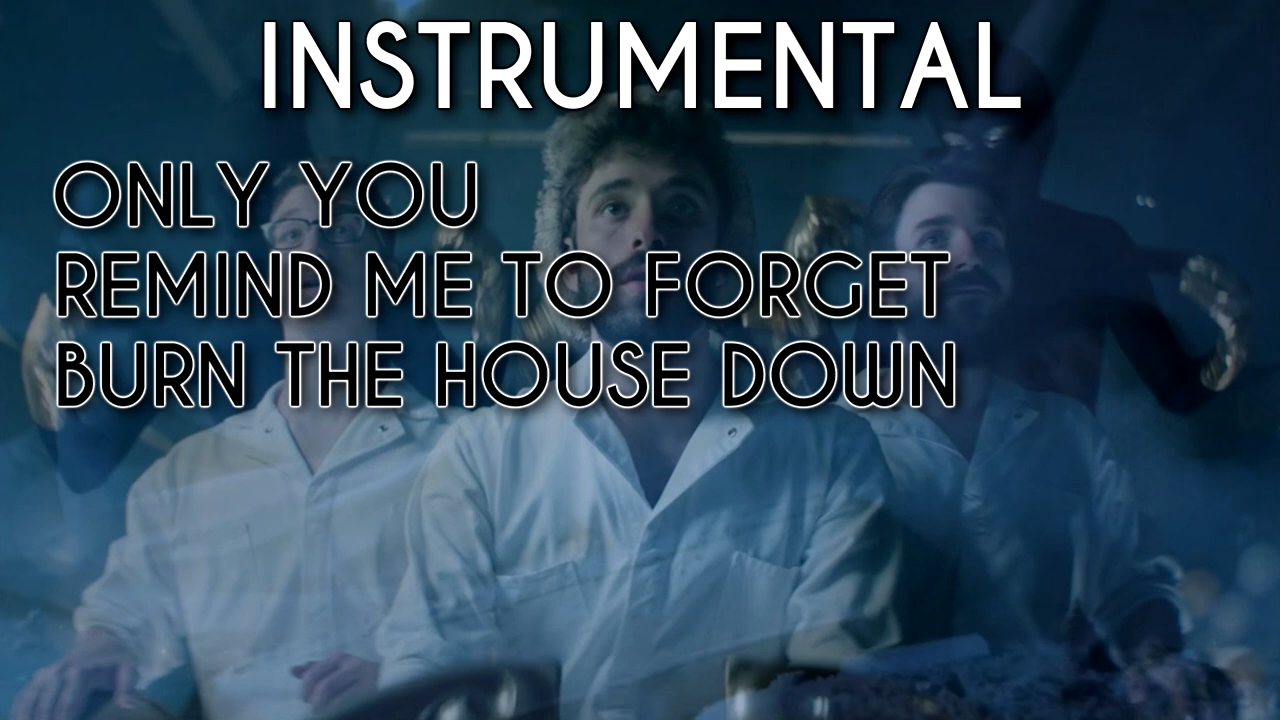 INSTRUMENTAL
ONLY YOU
REMIND ME TO FORGET
BURN THE HOUSE DOWN